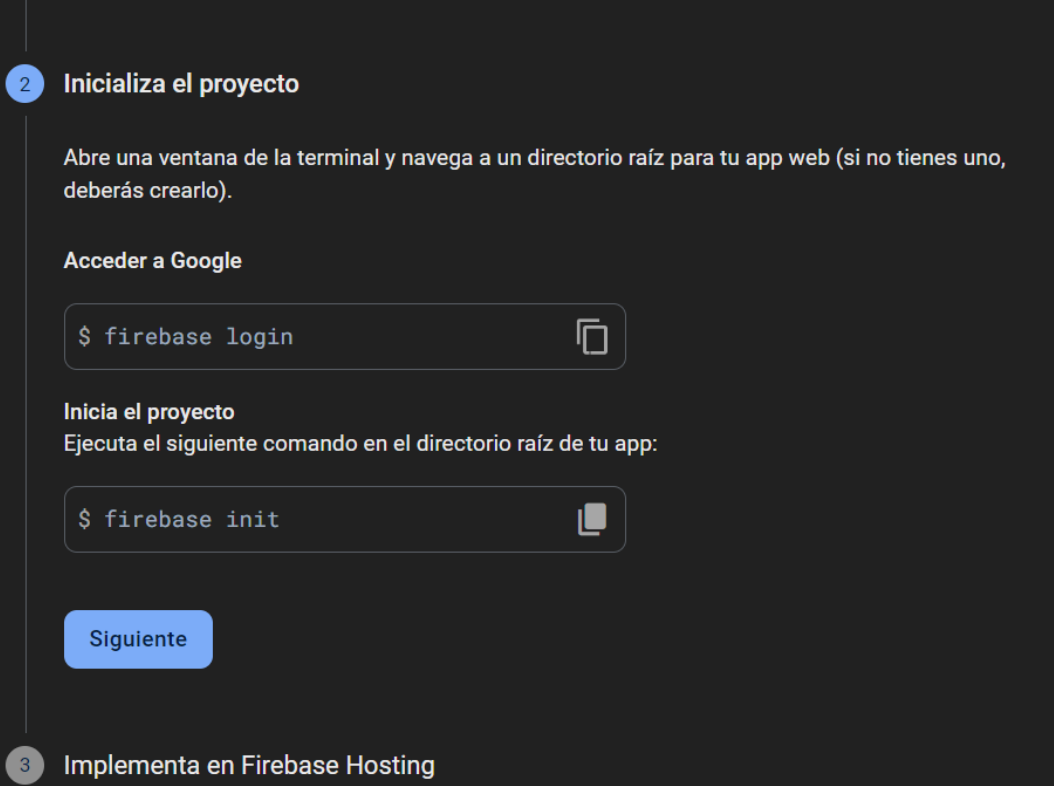 2
Inicializa el proyecto
Abre una ventana de la terminal y navega a un directorio raíz para tu app web (si no tienes uno,
deberás crearlo).
Acceder a Google
$ firebase login
Inicia el proyecto
Ejecuta el siguiente comando en el directorio raíz de tu app:
$ firebase init
Siguiente
3
Implementa en Firebase Hosting